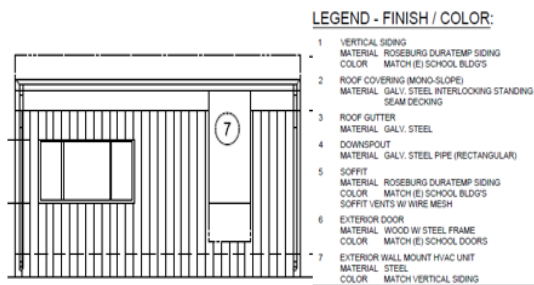 LEGEND - FINISH / COLOR:
1 VERTICAL SIDING
MATERIAL ROSEBURG DURATEMP SIDING
COLOR MATCH (E) SCHOOL BLDG'S
2 ROOF COVERING (MONO-SLOPE)
MATERIAL GALV. STEEL INTERLOCKING STANDING
SEAM DECKING
3 ROOF GUTTER
MATERIAL GALV. STEEL
4 DOWNSPOUT
MATERIAL GALV. STEEL PIPE (RECTANGULAR)
5 SOFFIT
MATERIAL ROSEBURG DURATEMP SIDING
COLOR MATCH (E) SCHOOL BLDG'S
SOFFIT VENTS W/ WIRE MESH
6 EXTERIOR DOOR
MATERIAL WOOD W/ STEEL FRAME
COLOR MATCH (E) SCHOOL DOORS
7 EXTERIOR WALL MOUNT HVAC UNIT
MATERIAL STEEL
COLOR MATCH VERTICAL SIDING
7